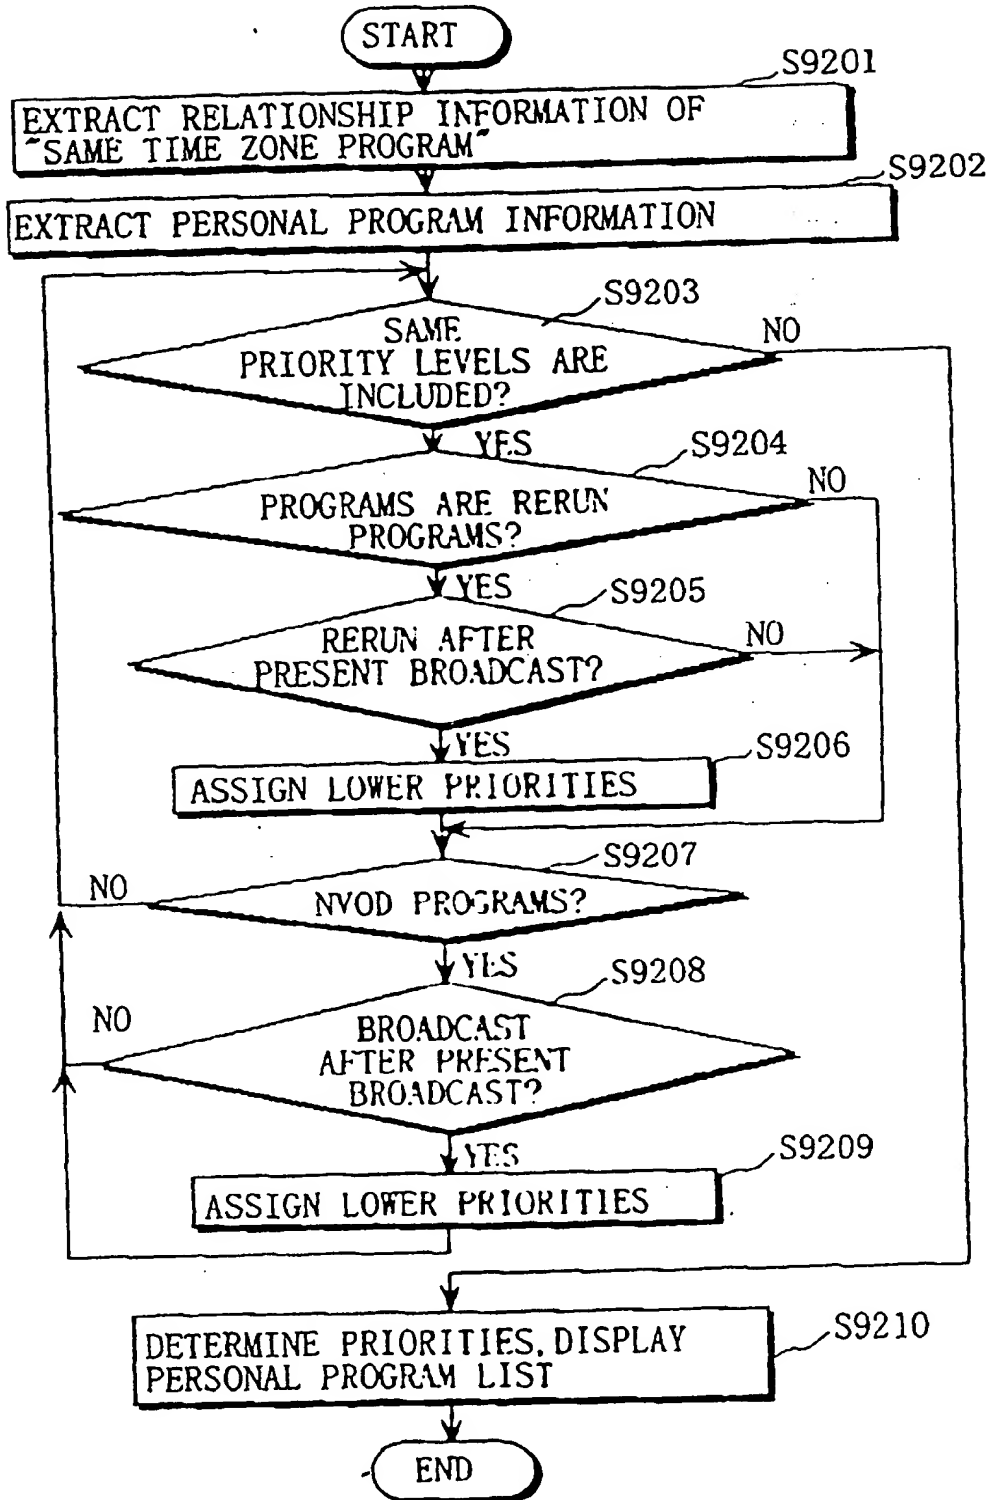 START
S9201
EXTRACT RELATIONSHIP INFORMATION OF
"SAME TIME ZONE PROGRAM"
S9202
EXTRACT PERSONAL PROGRAM INFORMATION
S9203
SAME
PRIORITY LEVELS ARE
INCLUDED?
NO
YES
S9204
PROGRAMS ARE RERUN
PROGRAMS?
NO
YES
S9205
RERUN AFTER
PRESENT BROADCAST?
NO
YES
S9206
ASSIGN LOWER PRIORITIES
S9207
NO
NVOD PROGRAMS?
YES
S9208
NO
BROADCAST
AFTER PRESENT
BROADCAST?
YES
S9209
ASSIGN LOWER PRIORITIES
S9210
DETERMINE PRIORITIES, DISPLAY
PERSONAL PROGRAM LIST
END